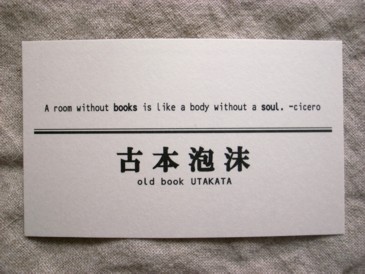 A room without books is like a body without a soul. -cicero
古本泡沫
old book UTAKATA